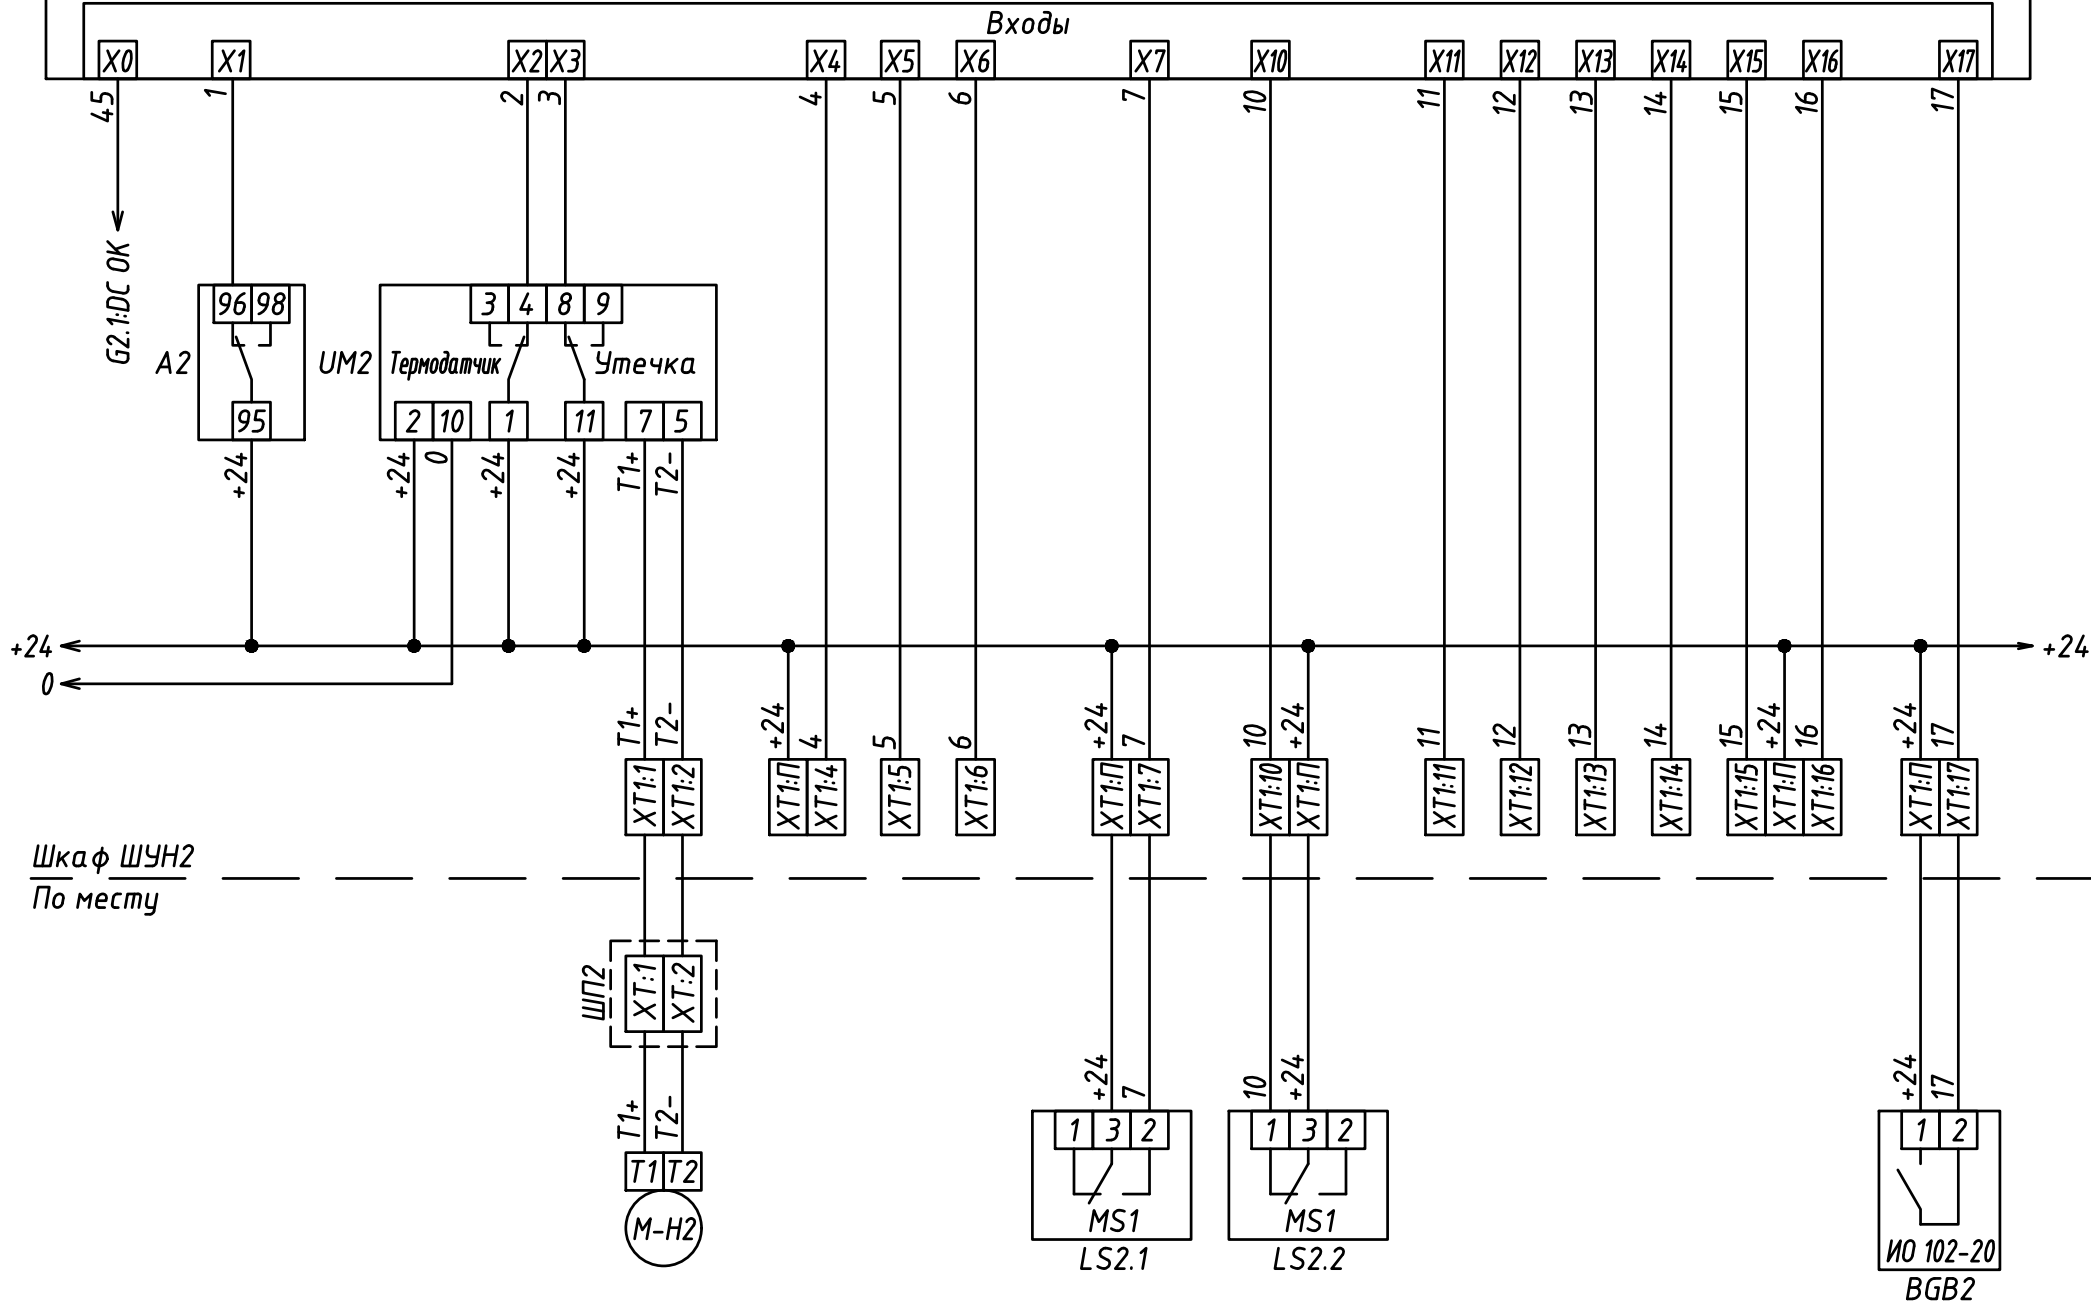 Входы
X0 X1 X2 X3 X4 X5 X6 X7 X10 X11 X12 X13 X14 X15 X16 X17
45 1 2 3 4 5 6 7 10 11 12 13 14 15 16 17
G2.1:DC OK
96 98
3 4 8 9
A2
UM2
Термодатчик
Утечка
95
2 10 1 11 7 5
+24 +24 0 +24 +24 T1+ T2-
+24
+24
0
T1+ T2- +24 4 5 6 +24 7 10 +24 11 12 13 14 15 +24 16 +24 17
XT1:1 XT1:2 XT1:П XT1:4 XT1:5 XT1:6 XT1:П XT1:7 XT1:10 XT1:П XT1:11 XT1:12 XT1:13 XT1:14 XT1:15 XT1:П XT1:16 XT1:П XT1:17
Шкаф ШУН2
По месту
ШП2
XT:1 XT:2
T1+ T2- +24 7 10 +24 +24 17
1 3 2
1 3 2
1 2
T1 T2
M-H2
MS1
MS1
ИО 102-20
LS2.1
LS2.2
BGB2